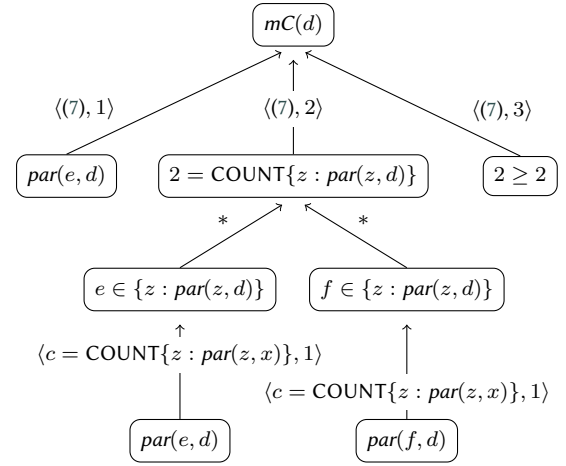 mC(d)
⟨(7), 1⟩ ⟨(7), 2⟩ ⟨(7), 3⟩
par(e, d) 2 = COUNT{z : par(z, d)} 2 ≥ 2
* *
e ∈ {z : par(z, d)} f ∈ {z : par(z, d)}
⟨c = COUNT{z : par(z, x)}, 1⟩
⟨c = COUNT{z : par(z, x)}, 1⟩
par(e, d) par(f, d)